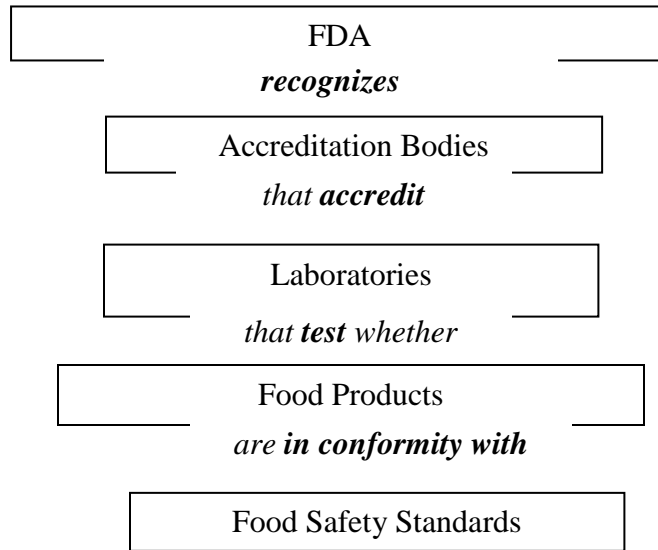 FDA
recognizes
Accreditation Bodies
that accredit
Laboratories
that test whether
Food Products
are in conformity with
Food Safety Standards